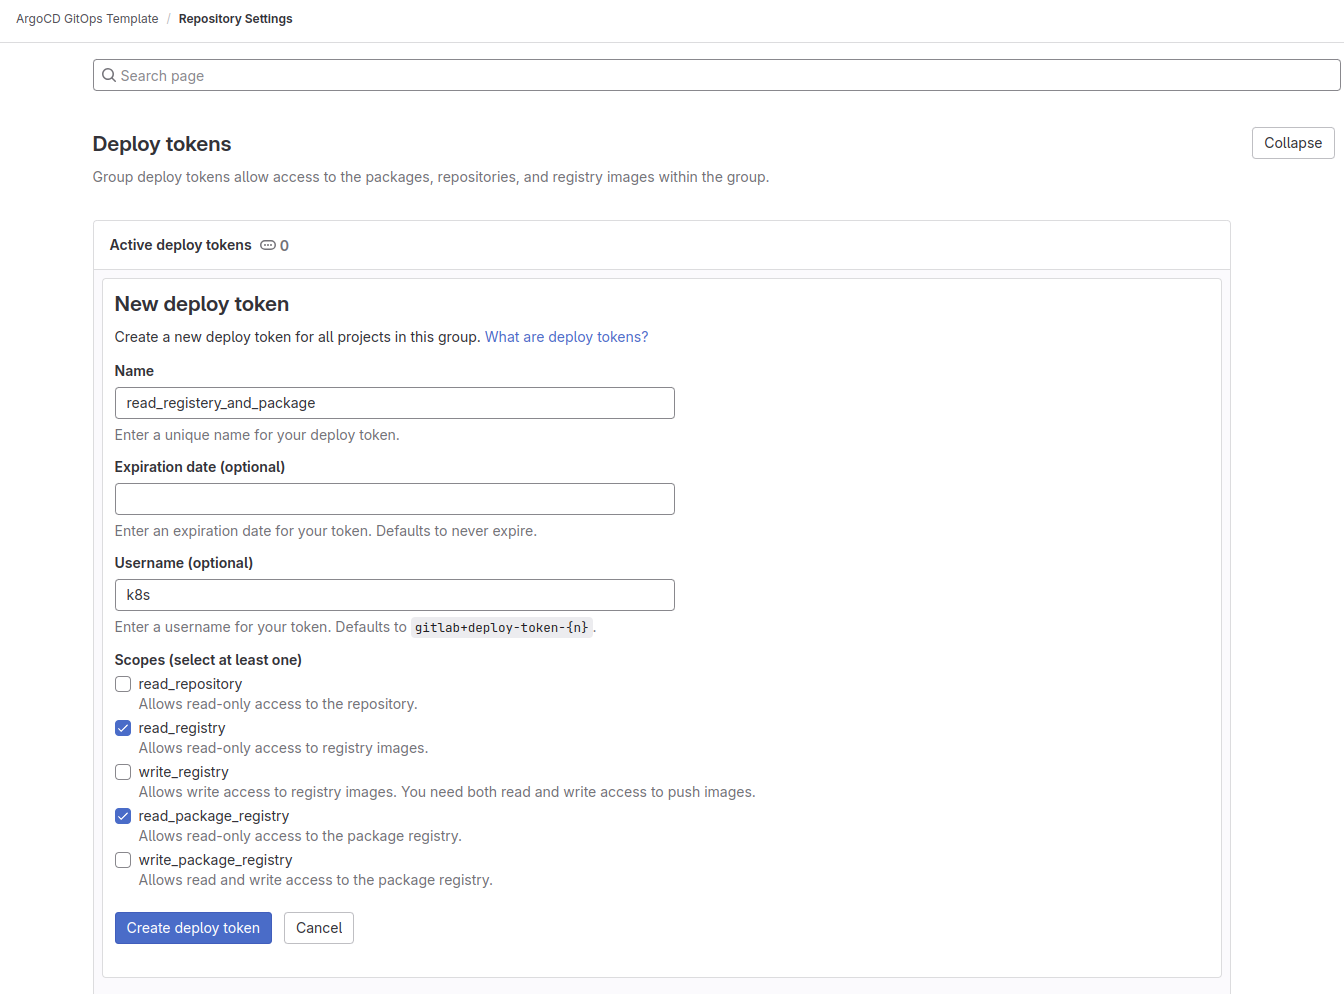 ArgoCD GitOps Template / Repository Settings
Search page
Deploy tokens
Collapse
Group deploy tokens allow access to the packages, repositories, and registry images within the group.
Active deploy tokens 0
New deploy token
Create a new deploy token for all projects in this group. What are deploy tokens?
Name
read_registery_and_package
Enter a unique name for your deploy token.
Expiration date (optional)
Enter an expiration date for your token. Defaults to never expire.
Username (optional)
k8s
Enter a username for your token. Defaults to gitlab+deploy-token-{n}.
Scopes (select at least one)
read_repository
Allows read-only access to the repository.
read_registry
Allows read-only access to registry images.
write_registry
Allows write access to registry images. You need both read and write access to push images.
read_package_registry
Allows read-only access to the package registry.
write_package_registry
Allows read and write access to the package registry.
Create deploy token Cancel